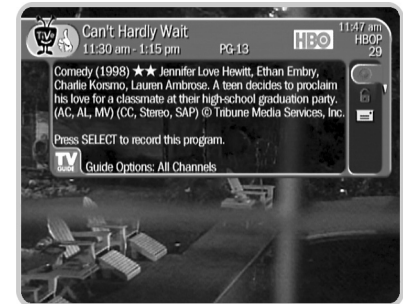 TiVo
Can't Hardly Wait
11:30 am - 1:15 pm PG-13
HBO
11:47 am
HBOP
29
Comedy (1998) ★★ Jennifer Love Hewitt, Ethan Embry,
Charlie Korsmo, Lauren Ambrose. A teen decides to proclaim
his love for a classmate at their high-school graduation party.
(AC, AL, MV) (CC, Stereo, SAP) © Tribune Media Services, Inc.
Press SELECT to record this program.
TV
GUIDE
Guide Options: All Channels